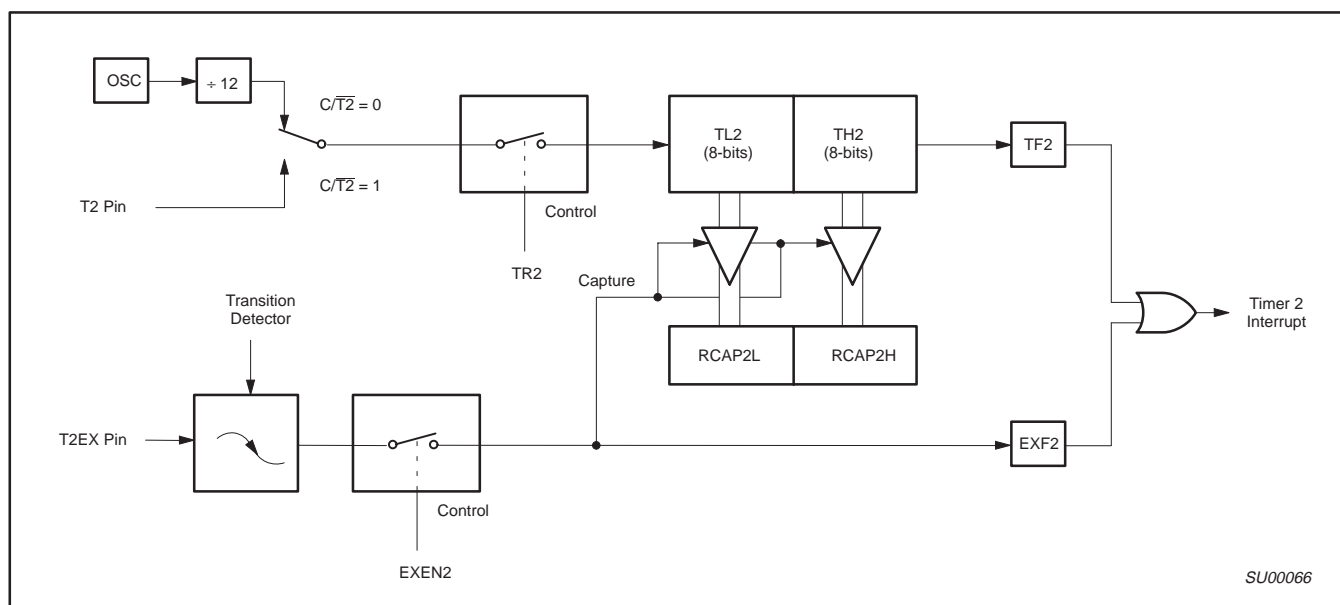 OSC
÷ 12
C/T2̅ = 0
C/T2̅ = 1
T2 Pin
Control
TR2
TL2
(8-bits)
TH2
(8-bits)
TF2
Capture
RCAP2L
RCAP2H
Transition
Detector
T2EX Pin
Control
EXEN2
EXF2
Timer 2
Interrupt
SU00066